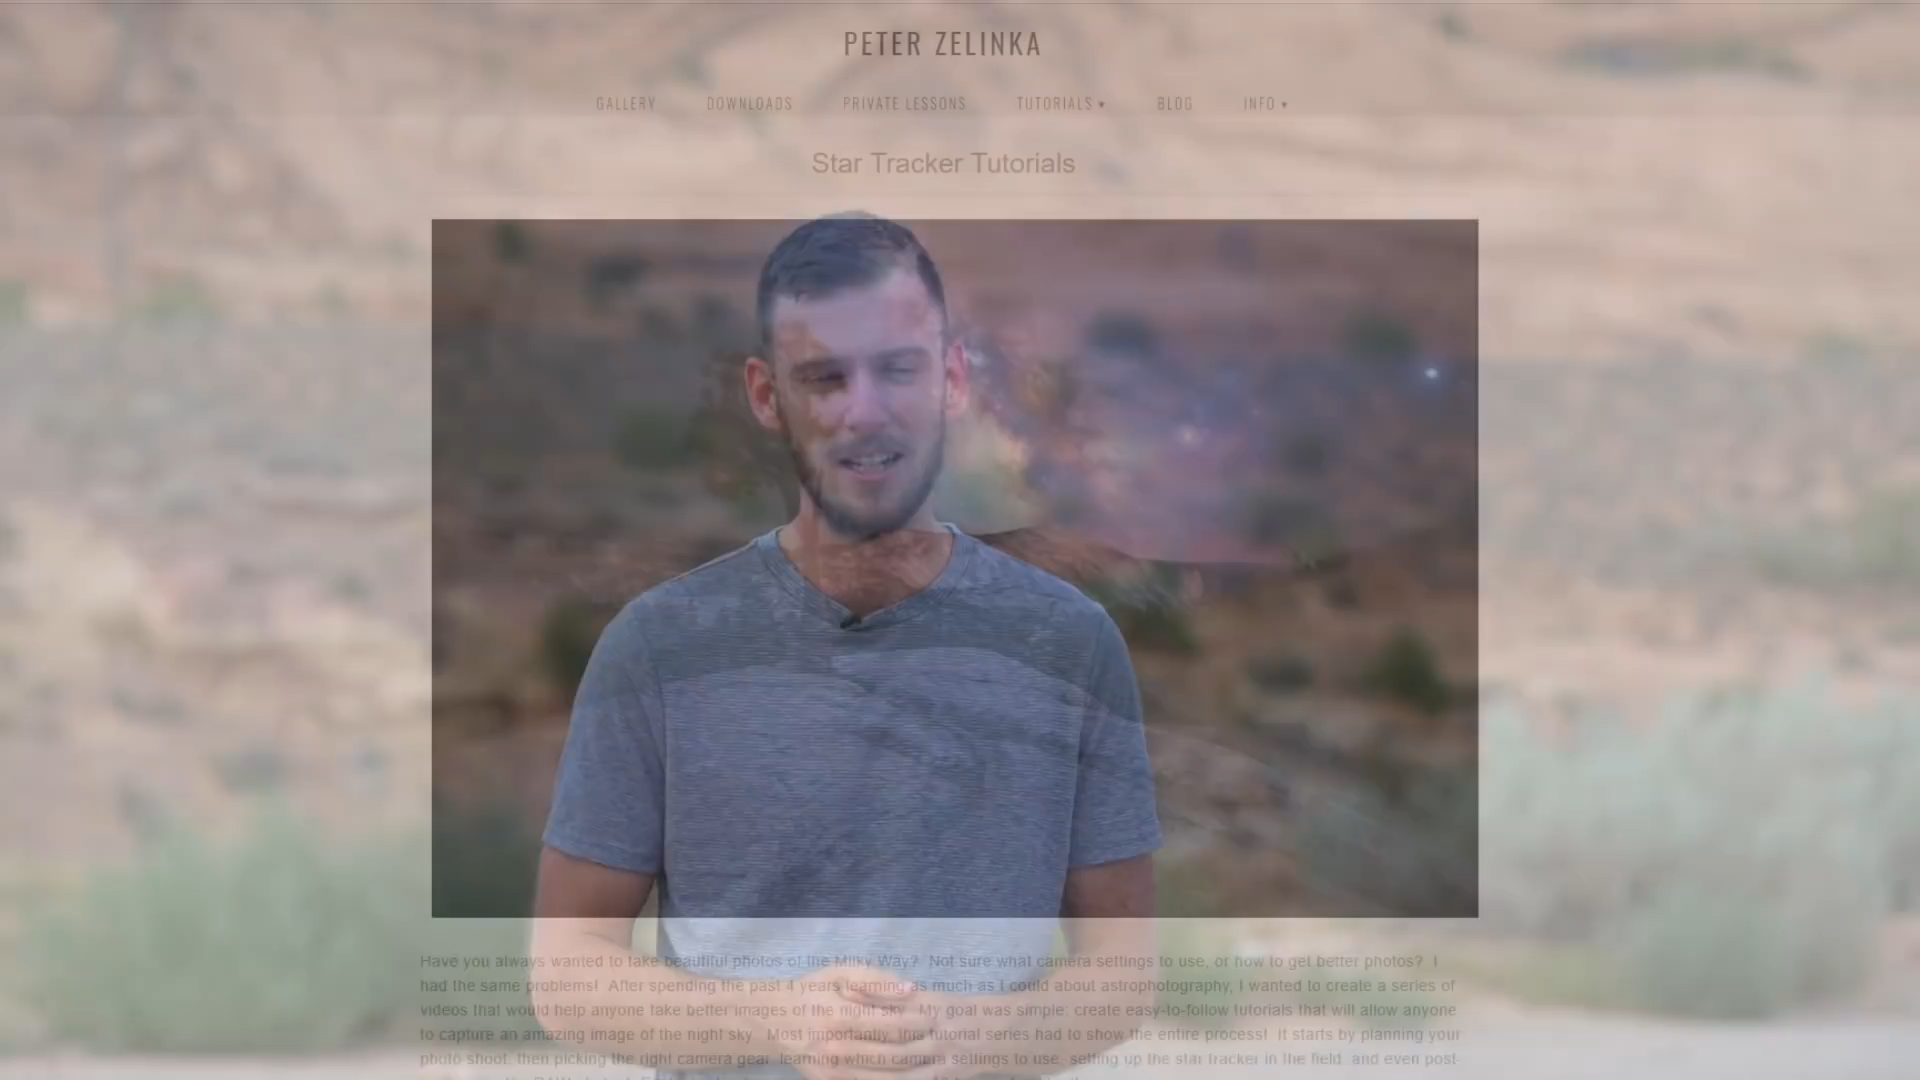 PETER ZELINKA
GALLERY DOWNLOADS PRIVATE LESSONS TUTORIALS ▾ BLOG INFO ▾
Star Tracker Tutorials
Have you always wanted to take beautiful photos of the Milky Way? Not sure what camera settings to use, or how to get better photos? I
had the same problems! After spending the past 4 years learning as much as I could about astrophotography, I wanted to create a series of
videos that would help anyone take better images of the night sky. My goal was simple: create easy-to-follow tutorials that will allow anyone
to capture an amazing image of the night sky. Most importantly, this tutorial series had to show the entire process! It starts by planning your
photo shoot, then picking the right camera gear, learning which camera settings to use, setting up the star tracker in the field, and even post-